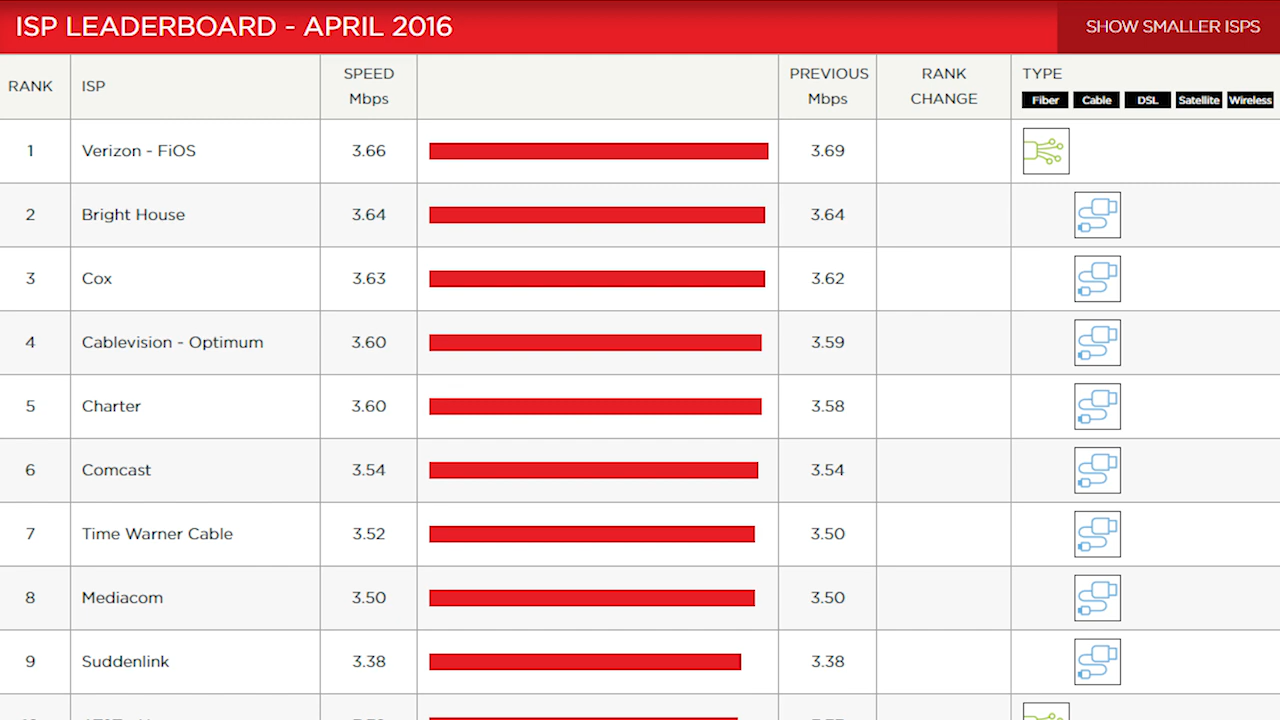 ISP LEADERBOARD - APRIL 2016 SHOW SMALLER ISPS
RANK ISP SPEED Mbps PREVIOUS Mbps RANK CHANGE TYPE
Fiber Cable DSL Satellite Wireless
1 Verizon - FiOS 3.66 3.69
2 Bright House 3.64 3.64
3 Cox 3.63 3.62
4 Cablevision - Optimum 3.60 3.59
5 Charter 3.60 3.58
6 Comcast 3.54 3.54
7 Time Warner Cable 3.52 3.50
8 Mediacom 3.50 3.50
9 Suddenlink 3.38 3.38